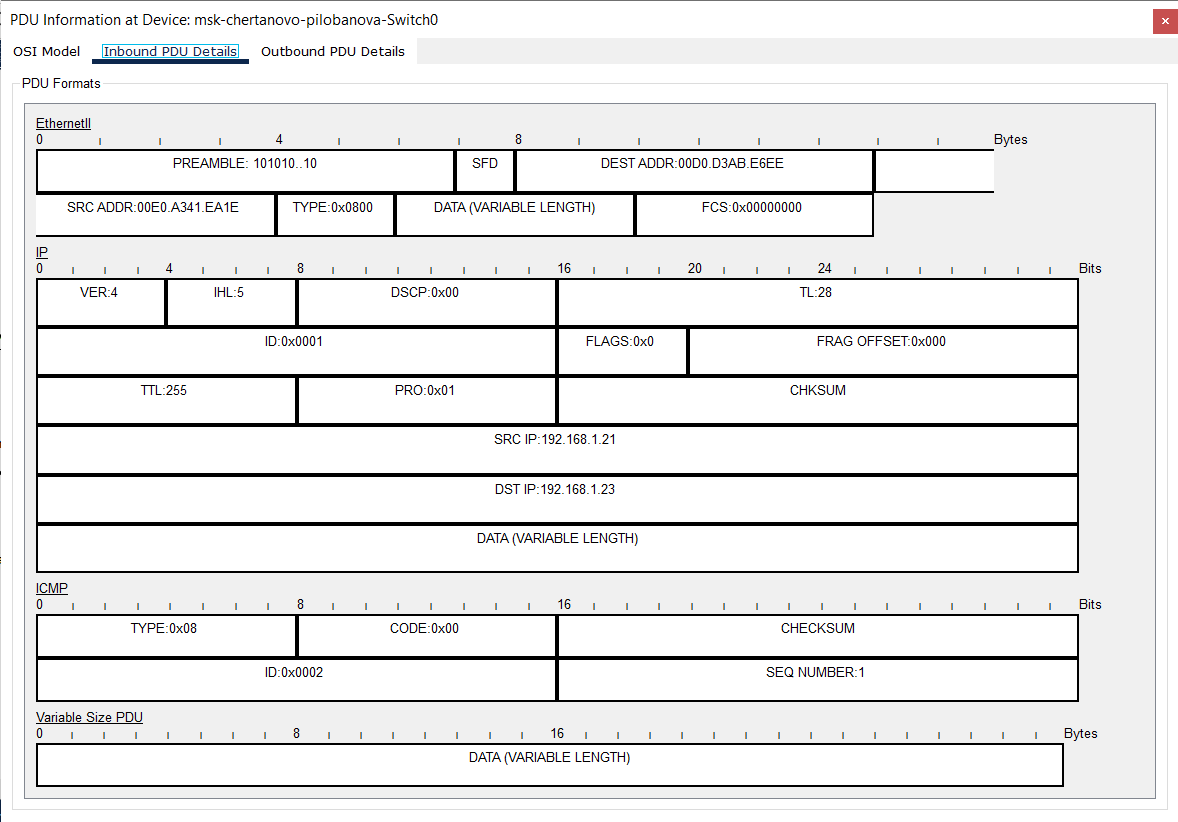 PDU Information at Device: msk-chertanovo-pilobanova-Switch0
OSI Model Inbound PDU Details Outbound PDU Details
PDU Formats
EthernetII
0 4 8 Bytes
PREAMBLE: 101010..10 SFD DEST ADDR:00D0.D3AB.E6EE
SRC ADDR:00E0.A341.EA1E TYPE:0x0800 DATA (VARIABLE LENGTH) FCS:0x00000000
IP
0 4 8 16 20 24 Bits
VER:4 IHL:5 DSCP:0x00 TL:28
ID:0x0001 FLAGS:0x0 FRAG OFFSET:0x000
TTL:255 PRO:0x01 CHKSUM
SRC IP:192.168.1.21
DST IP:192.168.1.23
DATA (VARIABLE LENGTH)
ICMP
0 8 16 Bits
TYPE:0x08 CODE:0x00 CHECKSUM
ID:0x0002 SEQ NUMBER:1
Variable Size PDU
0 8 16 Bytes
DATA (VARIABLE LENGTH)